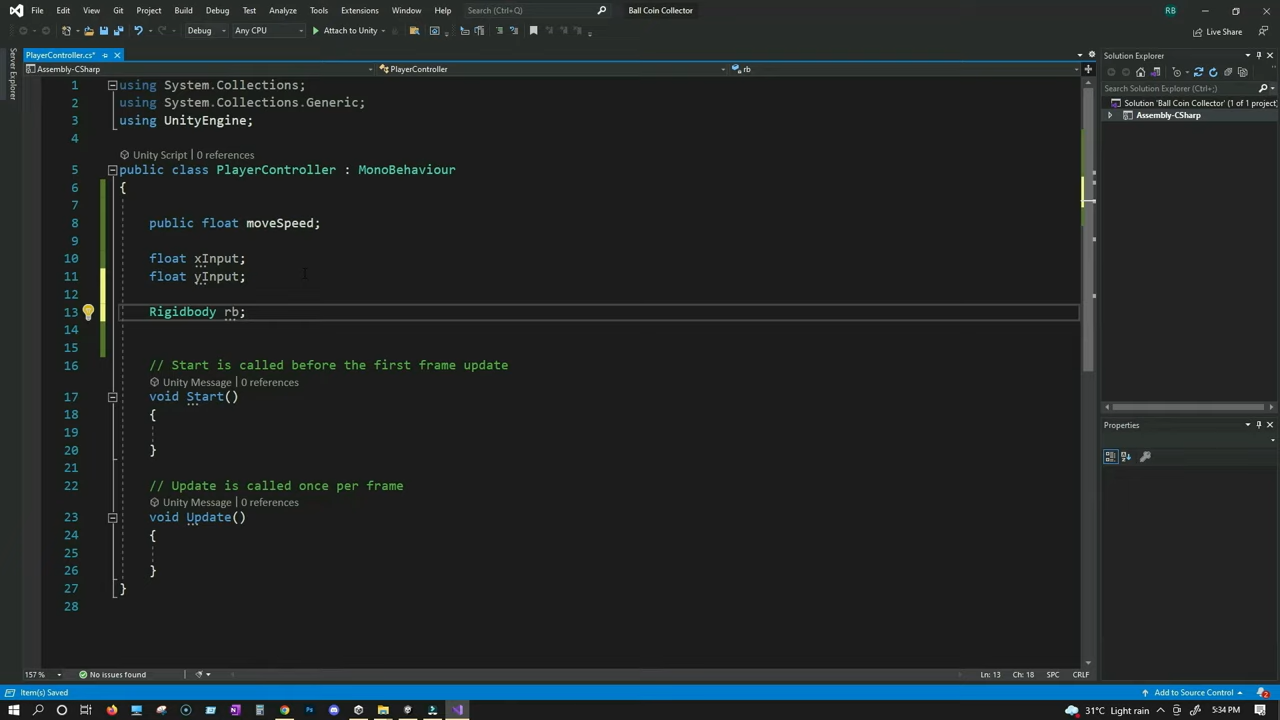 File Edit View Git Project Build Debug Test Analyze Tools Extensions Window Help Search (Ctrl+Q) Ball Coin Collector RB
Debug Any CPU Attach to Unity Live Share
Server Explorer
PlayerController.cs*
Assembly-CSharp PlayerController rb
1 using System.Collections;
2 using System.Collections.Generic;
3 using UnityEngine;
4
Unity Script | 0 references
5 public class PlayerController : MonoBehaviour
6 {
7
8 public float moveSpeed;
9
10 float xInput;
11 float yInput;
12
13 Rigidbody rb;
14
15
16 // Start is called before the first frame update
Unity Message | 0 references
17 void Start()
18 {
19
20 }
21
22 // Update is called once per frame
Unity Message | 0 references
23 void Update()
24 {
25
26 }
27 }
28
157 % No issues found Ln: 13 Ch: 18 SPC CRLF
Solution Explorer
Search Solution Explorer (Ctrl+;)
Solution 'Ball Coin Collector' (1 of 1 project)
Assembly-CSharp
Properties
Item(s) Saved Add to Source Control 2
31°C Light rain 5:34 PM